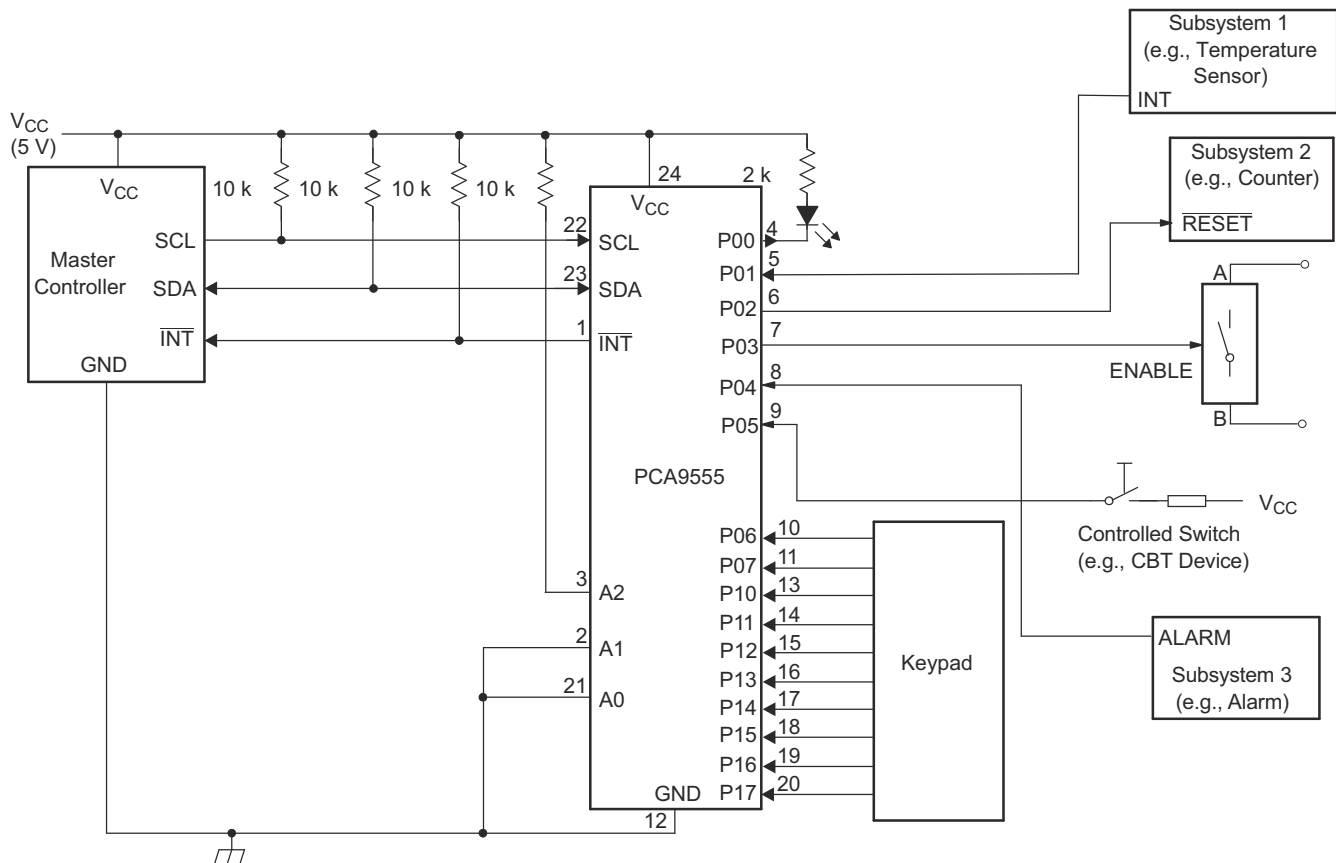 Subsystem 1
(e.g., Temperature
Sensor)
INT
VCC
(5 V)
Subsystem 2
(e.g., Counter)
RESET
VCC
10 k
10 k
10 k
10 k
24
2 k
VCC
SCL
22
SCL
P00
4
Master
Controller
SDA
23
SDA
P01
5
INT
1
INT
P02
6
A
P03
7
GND
ENABLE
P04
8
B
P05
9
PCA9555
VCC
Controlled Switch
(e.g., CBT Device)
P06
10
P07
11
3
A2
P10
13
P11
14
2
A1
P12
15
Keypad
ALARM
P13
16
Subsystem 3
(e.g., Alarm)
21
A0
P14
17
P15
18
P16
19
P17
20
GND
12